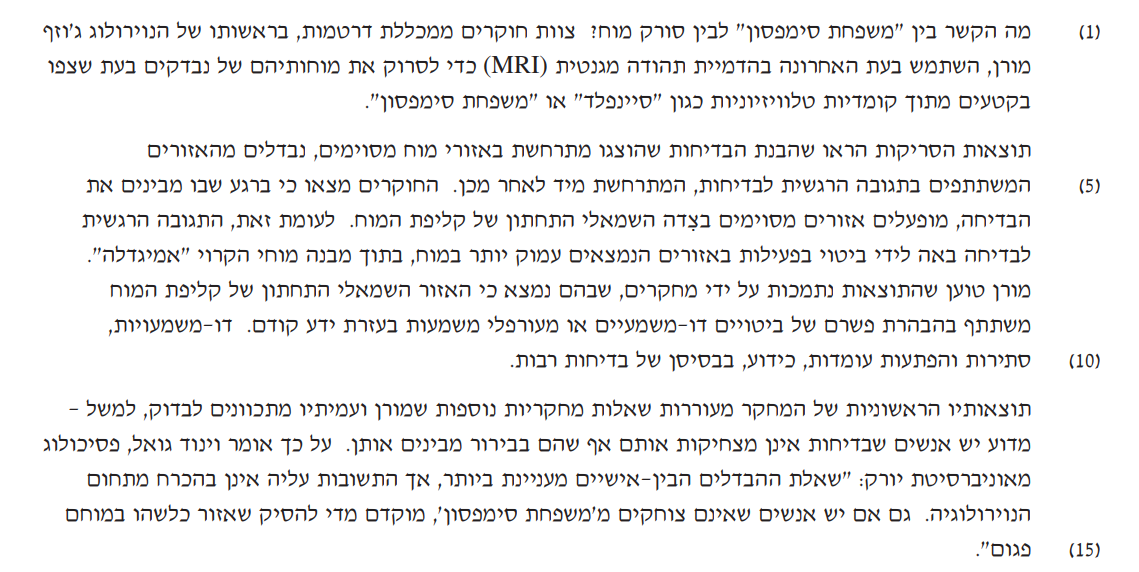 (1) מה הקשר בין "משפחת סימפסון" לבין סורק מוח? צוות חוקרים ממכללת דרטמות, בראשותו של הנוירולוג ג'וזף
מורן, השתמש בעת האחרונה בהדמיית תהודה מגנטית (MRI) כדי לסרוק את מוחותיהם של נבדקים בעת שצפו
בקטעים מתוך קומדיות טלוויזיוניות כגון "סיינפלד" או "משפחת סימפסון".
תוצאות הסריקות הראו שהבנת הבדיחות שהוצגו מתרחשת באזורי מוח מסוימים, נבדלים מהאזורים
(5) המשתתפים בתגובה הרגשית לבדיחות, המתרחשת מיד לאחר מכן. החוקרים מצאו כי ברגע שבו מבינים את
הבדיחה, מופעלים אזורים מסוימים בצִדה השמאלי התחתון של קליפת המוח. לעומת זאת, התגובה הרגשית
לבדיחה באה לידי ביטוי בפעילות באזורים הנמצאים עמוק יותר במוח, בתוך מבנה מוחי הקרוי "אמיגדלה".
מורן טוען שהתוצאות נתמכות על ידי מחקרים, שבהם נמצא כי האזור השמאלי התחתון של קליפת המוח
משתתף בהבהרת פשרם של ביטויים דו-משמעיים או מעורפלי משמעות בעזרת ידע קודם. דו-משמעויות,
(10) סתירות והפתעות עומדות, כידוע, בבסיסן של בדיחות רבות.
תוצאותיו הראשוניות של המחקר מעוררות שאלות מחקריות נוספות שמורן ועמיתיו מתכוונים לבדוק, למשל –
מדוע יש אנשים שבדיחות אינן מצחיקות אותם אף שהם בבירור מבינים אותן. על כך אומר וינוד גואל, פסיכולוג
מאוניברסיטת יורק: "שאלת ההבדלים הבין-אישיים מעניינת ביותר, אך התשובות עליה אינן בהכרח מתחום
הנוירולוגיה. גם אם יש אנשים שאינם צוחקים מ'משפחת סימפסון', מוקדם מדי להסיק שאזור כלשהו במוחם
(15) פגום".